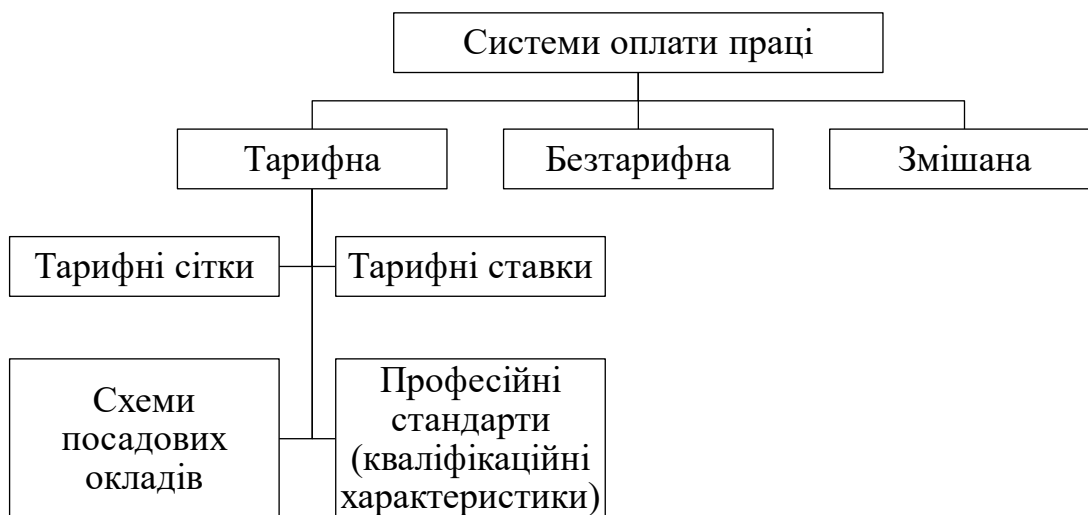 Системи оплати праці
Тарифна
Безтарифна
Змішана
Тарифні сітки
Тарифні ставки
Схеми
посадових
окладів
Професійні
стандарти
(кваліфікаційні
характеристики)